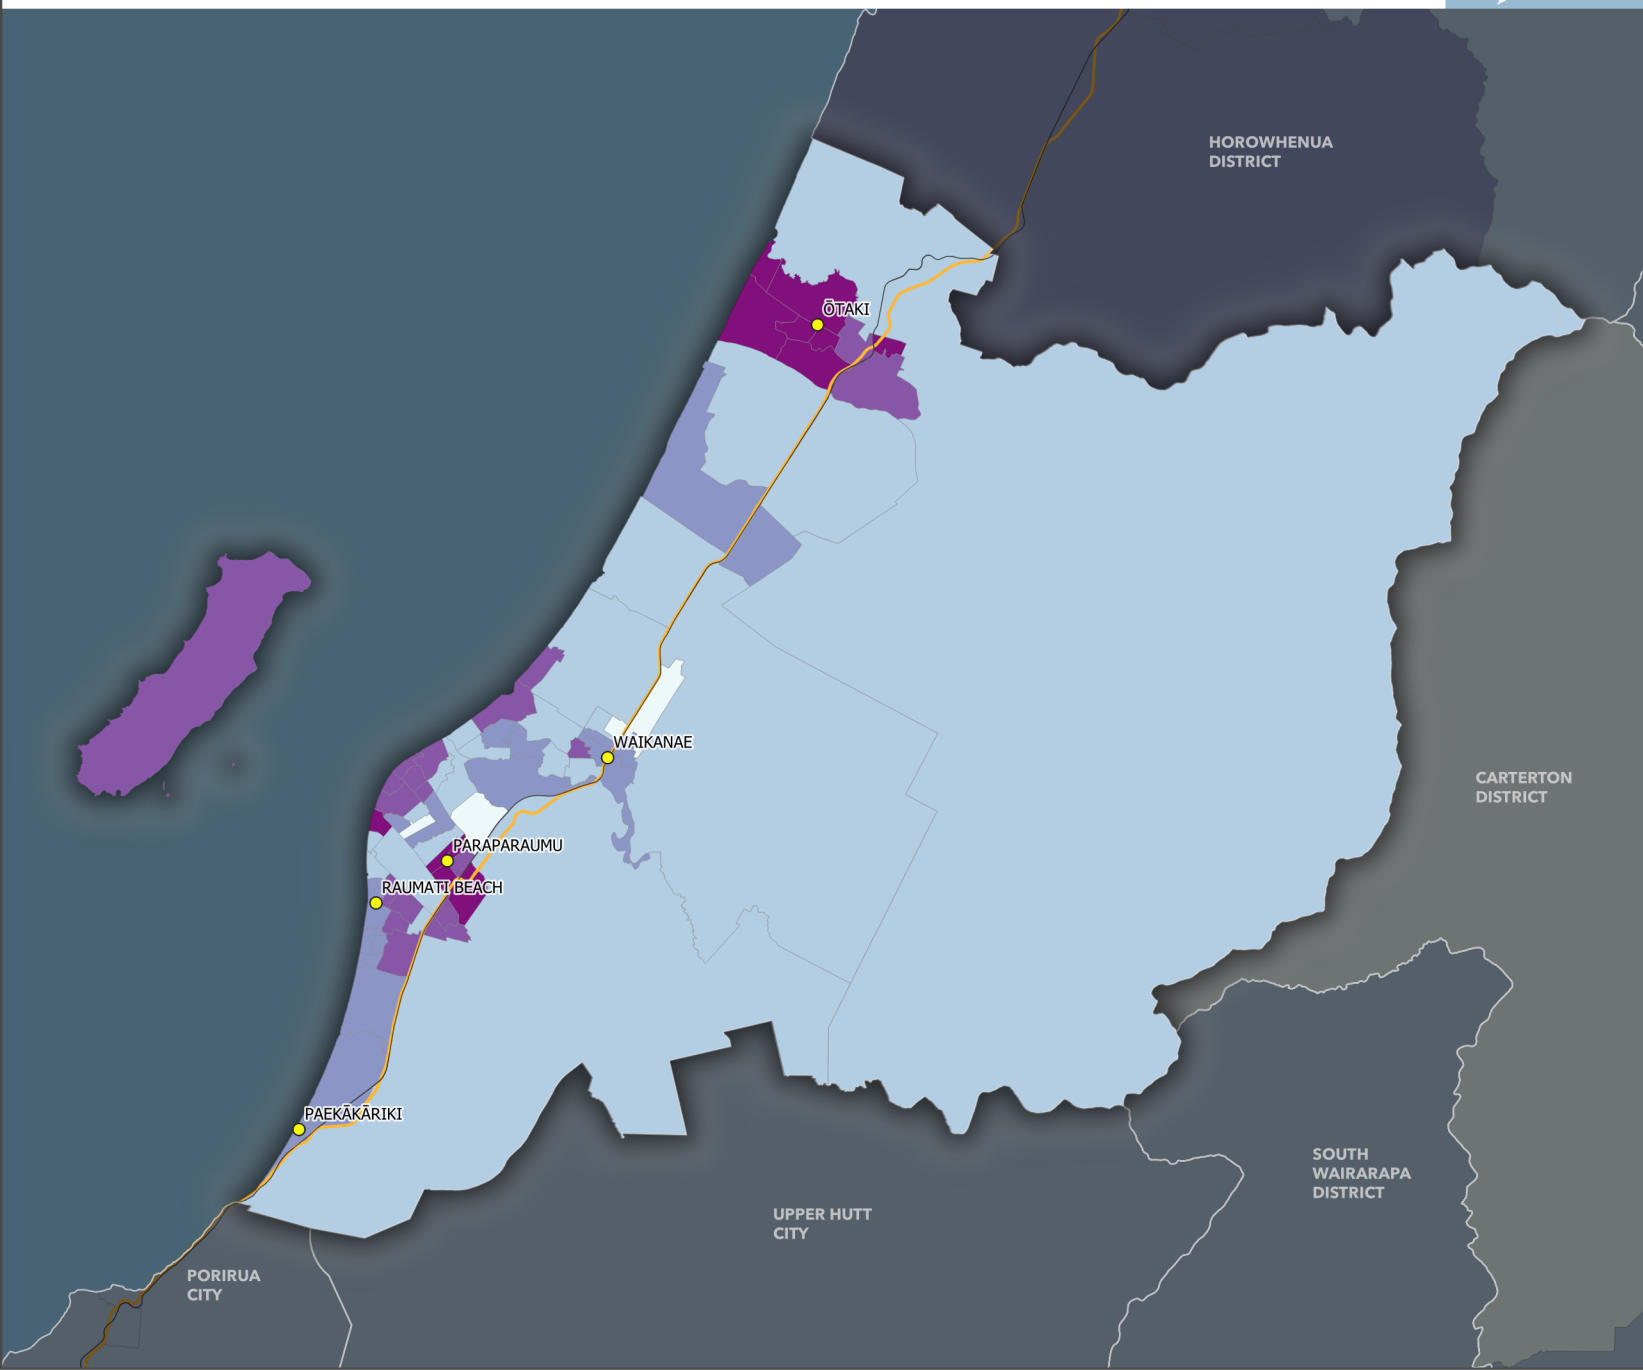 HOROWHENUA
DISTRICT
ŌTAKI
WAIKANAE
CARTERTON
DISTRICT
PARAPARAUMU
RAUMATI BEACH
PAEKĀKĀRIKI
SOUTH
WAIRARAPA
DISTRICT
UPPER HUTT
CITY
PORIRUA
CITY